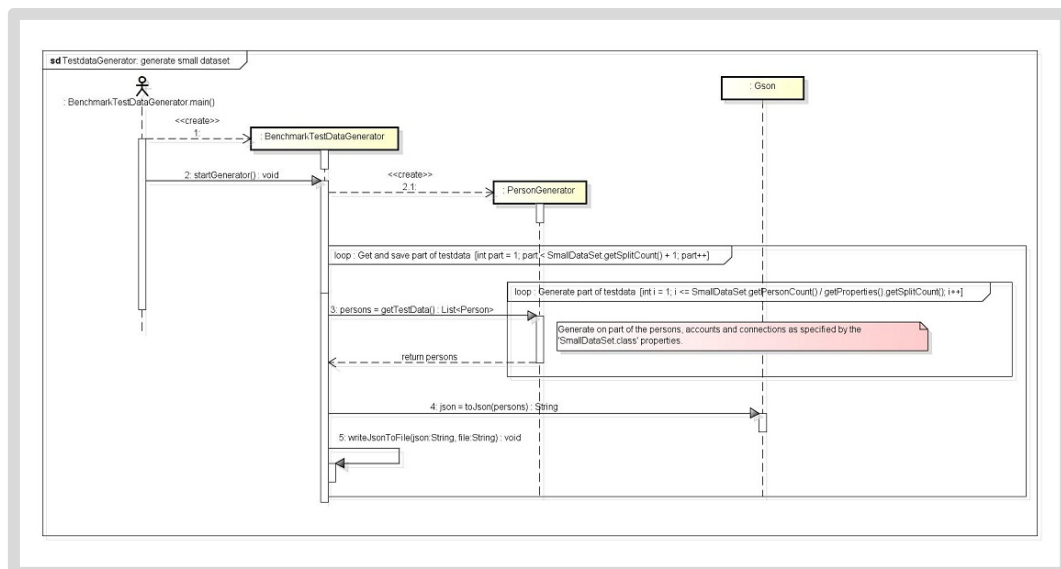 sd TestdataGenerator: generate small dataset
: BenchmarkTestDataGenerator.main()
: Gson
<<create>>
1:
: BenchmarkTestDataGenerator
2: startGenerator() : void
<<create>>
2.1:
: PersonGenerator
loop : Get and save part of testdata [int part = 1; part < SmallDataSet.getSplitCount() + 1; part++]
loop : Generate part of testdata [int i = 1; i <= SmallDataSet.getPersonCount() / getProperties().getSplitCount(); i++]
3: persons = getTestData() : List<Person>
Generate on part of the persons, accounts and connections as specified by the
'SmallDataSet.class' properties.
return persons
4: json = toJson(persons) : String
5: writeJsonToFile(json:String, file:String) : void